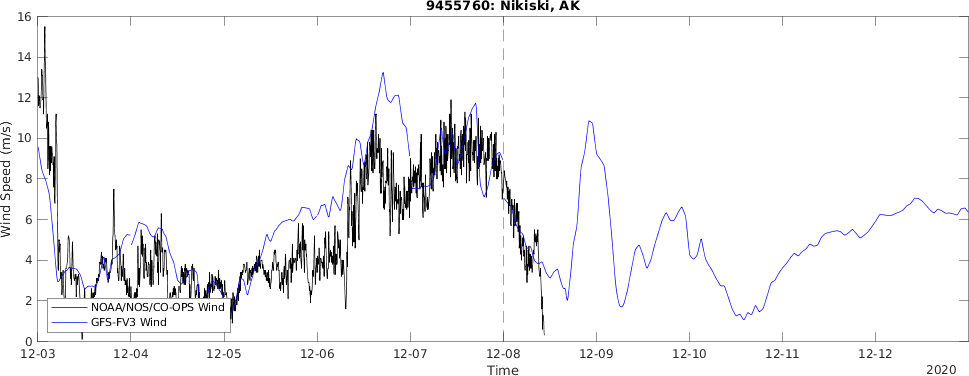 9455760: Nikiski, AK
16
14
12
10
8
6
4
2
0
Wind Speed (m/s)
NOAA/NOS/CO-OPS Wind
GFS-FV3 Wind
12-03 12-04 12-05 12-06 12-07 12-08 12-09 12-10 12-11 12-12
Time
2020